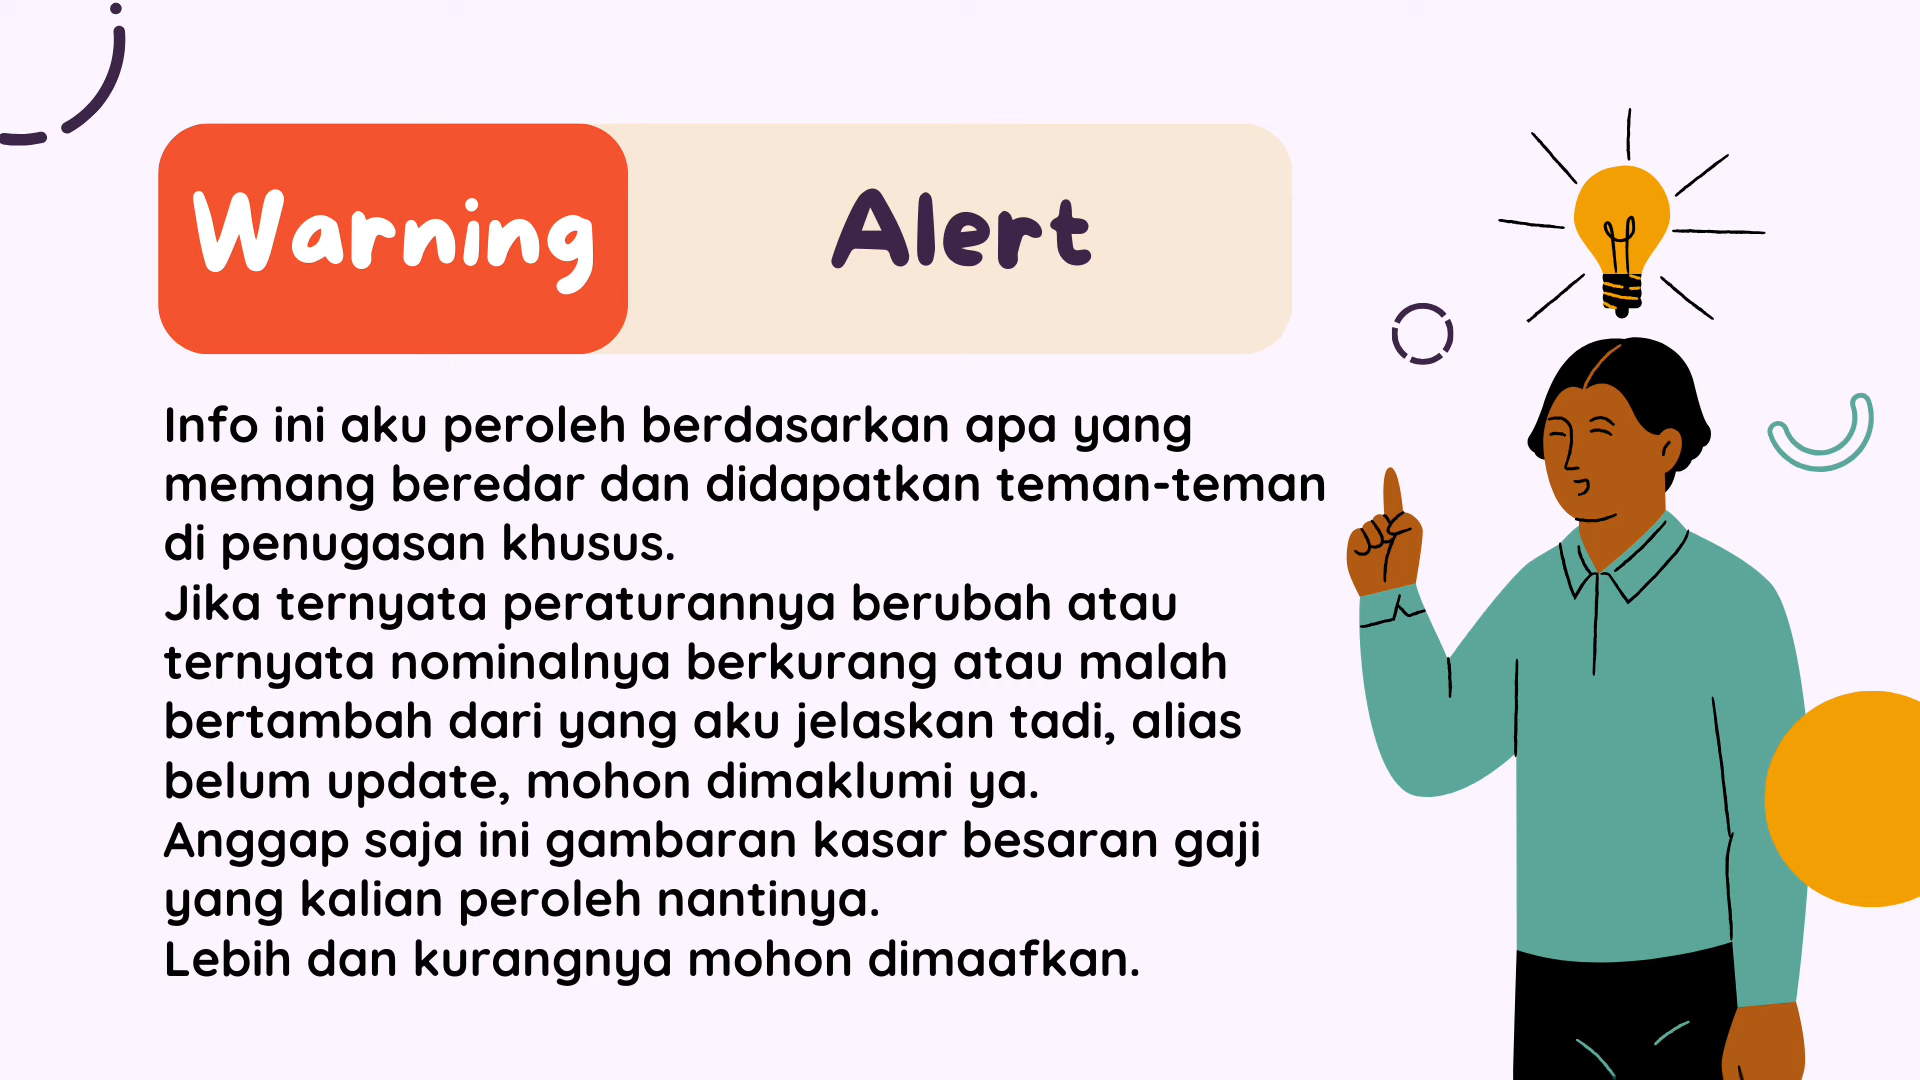 Warning
Alert
Info ini aku peroleh berdasarkan apa yang
memang beredar dan didapatkan teman-teman
di penugasan khusus.
Jika ternyata peraturannya berubah atau
ternyata nominalnya berkurang atau malah
bertambah dari yang aku jelaskan tadi, alias
belum update, mohon dimaklumi ya.
Anggap saja ini gambaran kasar besaran gaji
yang kalian peroleh nantinya.
Lebih dan kurangnya mohon dimaafkan.